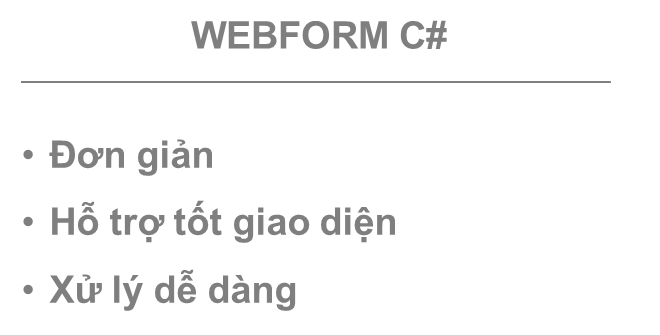 WEBFORM C#
• Đơn giản
• Hỗ trợ tốt giao diện
• Xử lý dễ dàng